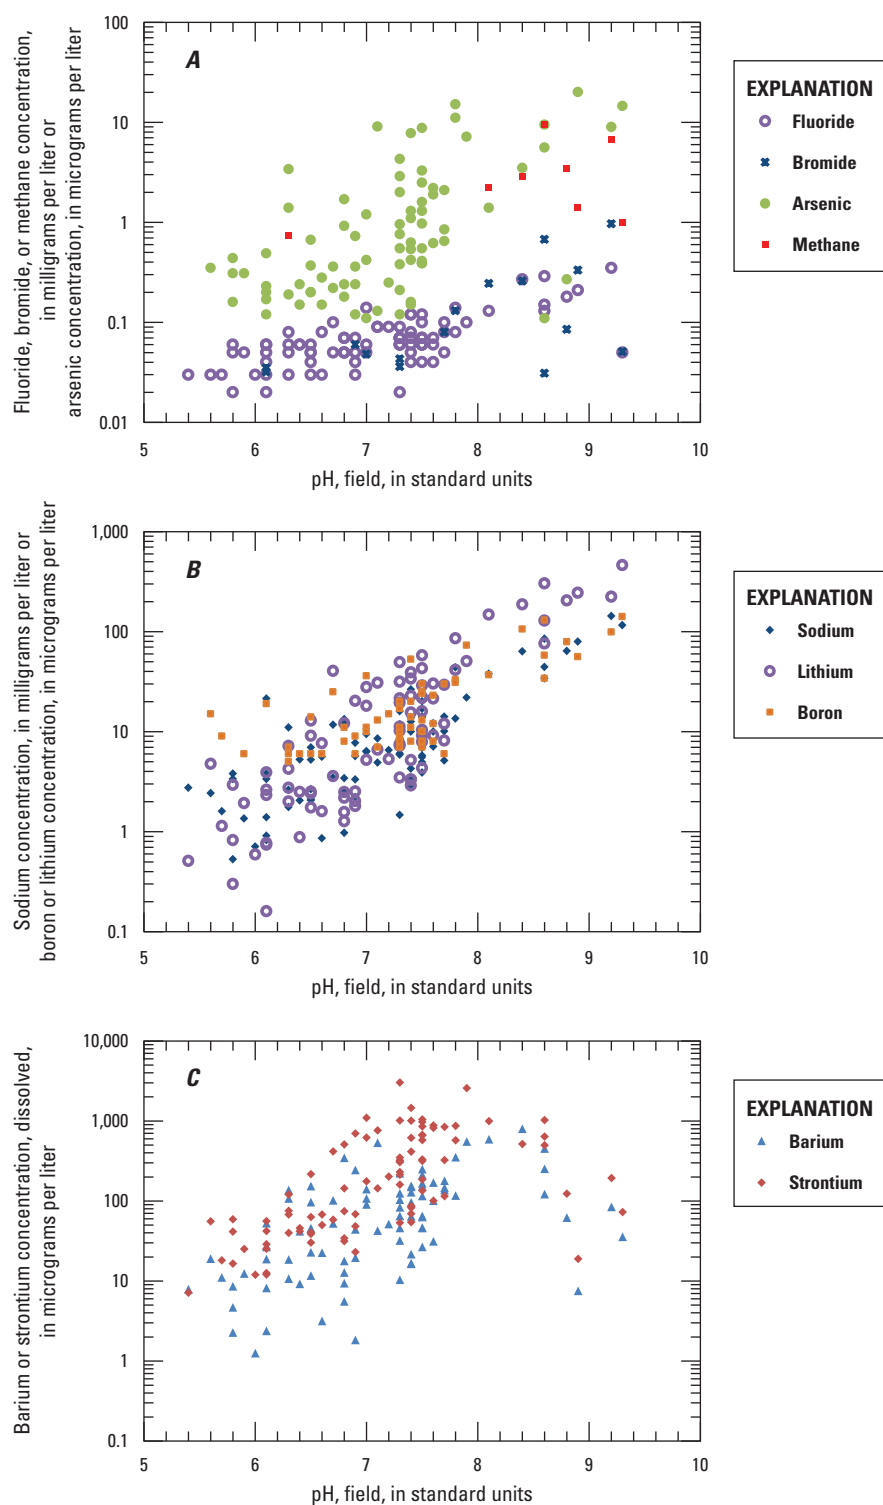 Fluoride, bromide, or methane concentration,
in milligrams per liter or
arsenic concentration, in micrograms per liter
100
10
1
0.1
0.01
A
5 6 7 8 9 10
pH, field, in standard units
EXPLANATION
Fluoride
Bromide
Arsenic
Methane
Sodium concentration, in milligrams per liter or
boron or lithium concentration, in micrograms per liter
1,000
100
10
1
0.1
B
5 6 7 8 9 10
pH, field, in standard units
EXPLANATION
Sodium
Lithium
Boron
Barium or strontium concentration, dissolved,
in micrograms per liter
10,000
1,000
100
10
1
0.1
C
5 6 7 8 9 10
pH, field, in standard units
EXPLANATION
Barium
Strontium